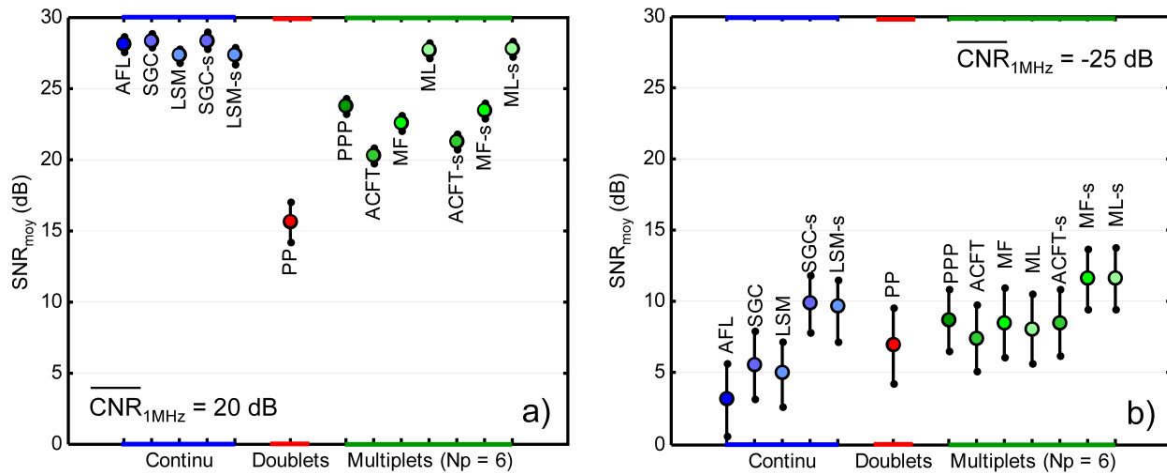 30
25
20
15
10
5
0
SNRmoy (dB)
AFL
SGC
LSM
SGC-s
LSM-s
PP
PPP
ACFT
MF
ML
ACFT-s
MF-s
ML-s
CNR1MHz = 20 dB
a)
Continu
Doublets
Multiplets (Np = 6)
30
25
20
15
10
5
0
SNRmoy (dB)
CNR1MHz = -25 dB
AFL
SGC
LSM
SGC-s
LSM-s
PP
PPP
ACFT
MF
ML
ACFT-s
MF-s
ML-s
b)
Continu
Doublets
Multiplets (Np = 6)